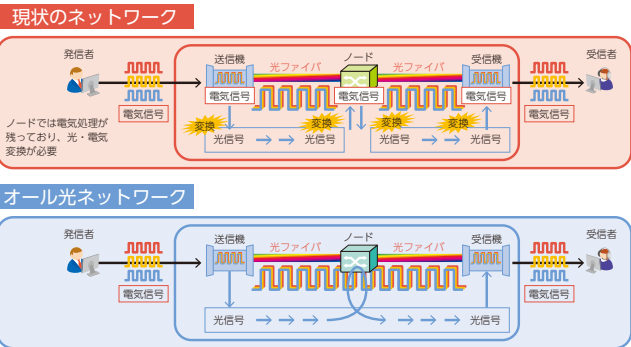 現状のネットワーク
発信者
送信機
ノード
受信機
受信者
光ファイバ
光ファイバ
電気信号
電気信号
電気信号
電気信号
電気信号
ノードでは電気処理が
残っており、光・電気
変換が必要
変換
変換
変換
変換
光信号
光信号
光信号
光信号
オール光ネットワーク
発信者
送信機
ノード
受信機
受信者
光ファイバ
光ファイバ
電気信号
電気信号
光信号
光信号